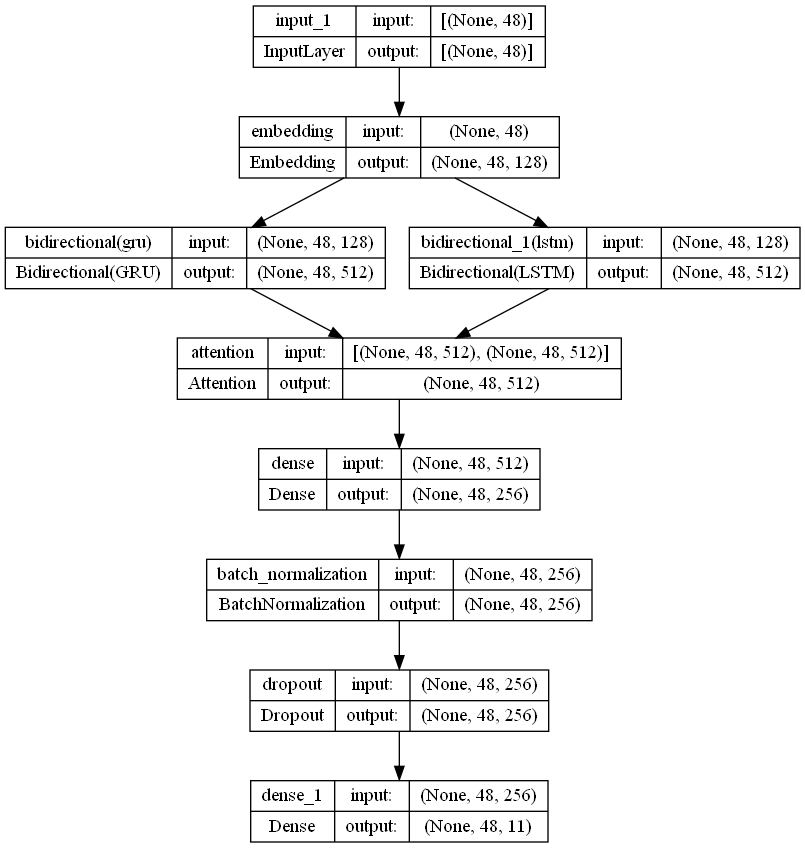 input_1 input: [(None, 48)]
InputLayer output: [(None, 48)]
embedding input: (None, 48)
Embedding output: (None, 48, 128)
bidirectional(gru) input: (None, 48, 128)
Bidirectional(GRU) output: (None, 48, 512)
bidirectional_1(lstm) input: (None, 48, 128)
Bidirectional(LSTM) output: (None, 48, 512)
attention input: [(None, 48, 512), (None, 48, 512)]
Attention output: (None, 48, 512)
dense input: (None, 48, 512)
Dense output: (None, 48, 256)
batch_normalization input: (None, 48, 256)
BatchNormalization output: (None, 48, 256)
dropout input: (None, 48, 256)
Dropout output: (None, 48, 256)
dense_1 input: (None, 48, 256)
Dense output: (None, 48, 11)